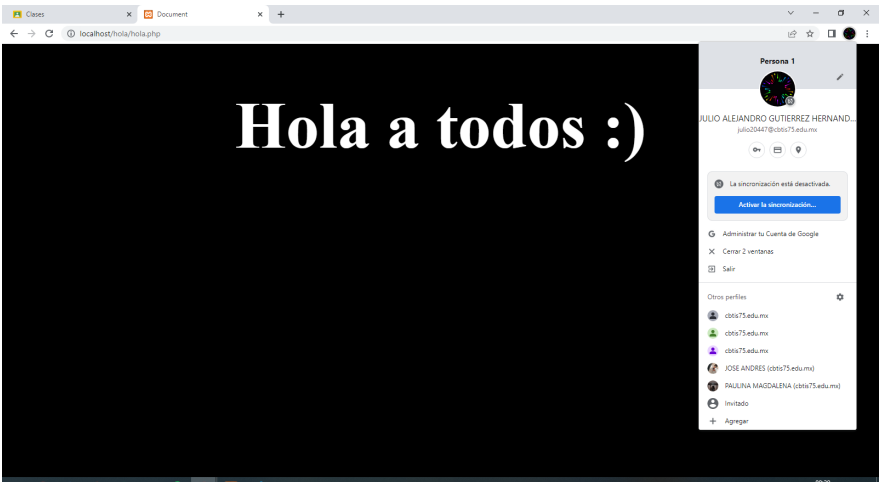 Clases
Document
localhost/hola/hola.php
Hola a todos :)
Persona 1
JULIO ALEJANDRO GUTIERREZ HERNAND...
julio20447@cbtis75.edu.mx
La sincronización está desactivada.
Activar la sincronización...
Administrar tu Cuenta de Google
Cerrar 2 ventanas
Salir
Otros perfiles
cbtis75.edu.mx
cbtis75.edu.mx
cbtis75.edu.mx
JOSE ANDRES (cbtis75.edu.mx)
PAULINA MAGDALENA (cbtis75.edu.mx)
Invitado
Agregar